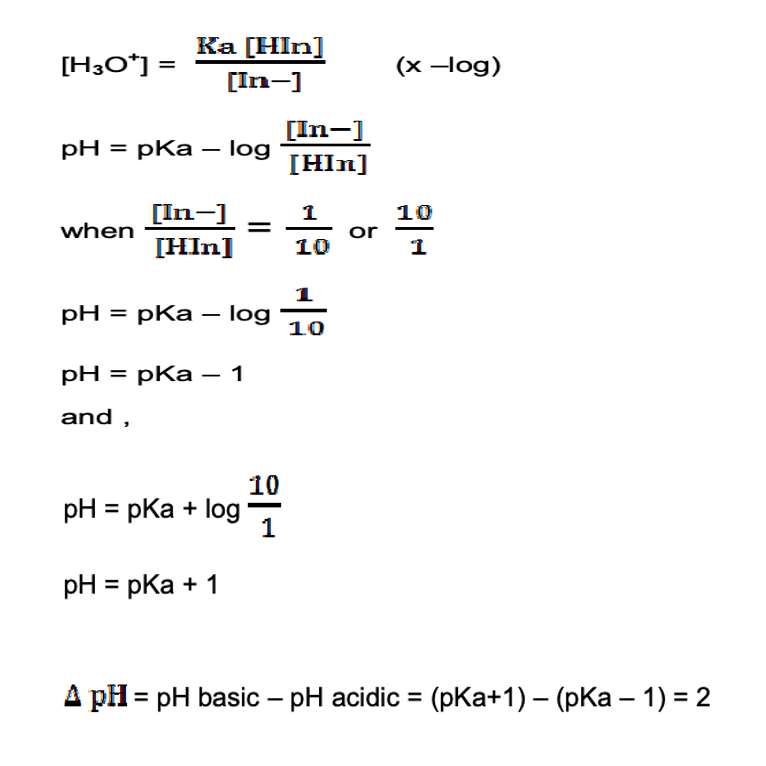 [H₃O⁺] = Ka [HIn] / [In−] (x –log)
pH = pKa – log [In−] / [HIn]
when [In−] / [HIn] = 1 / 10 or 10 / 1
pH = pKa – log 1 / 10
pH = pKa – 1
and ,
pH = pKa + log 10 / 1
pH = pKa + 1
Δ pH = pH basic – pH acidic = (pKa+1) – (pKa – 1) = 2